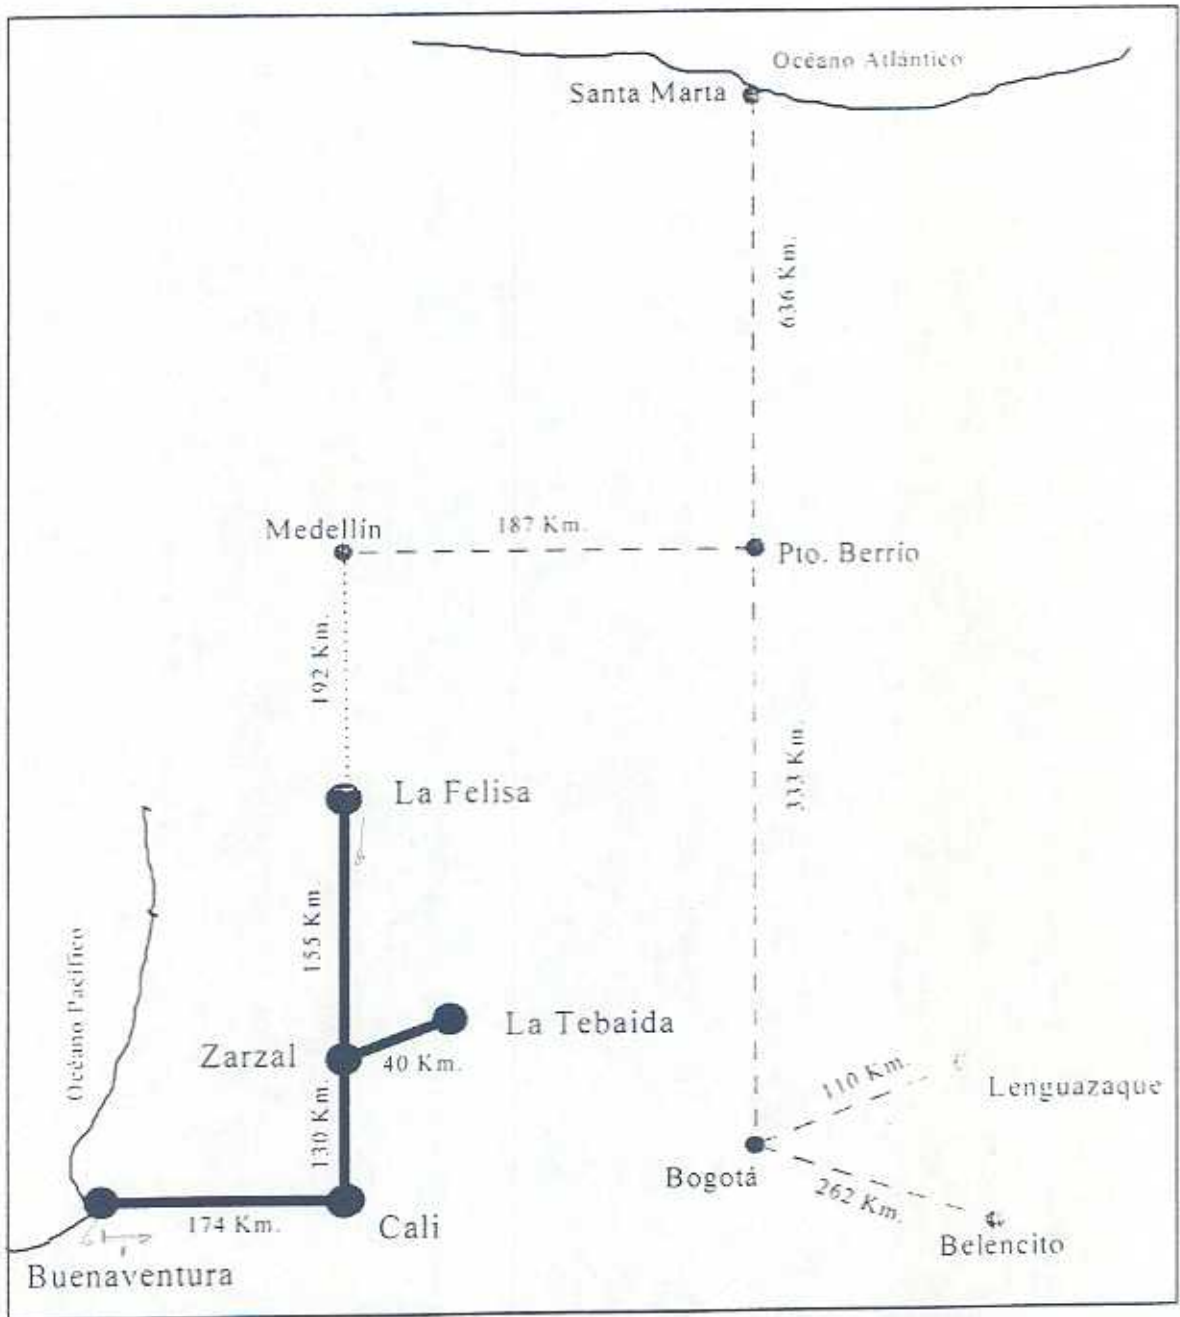 Océano Atlántico
Santa Marta
636 Km.
Medellín
187 Km.
Pto. Berrío
192 Km.
333 Km.
La Felisa
155 Km
Océano Pacífico
La Tebaida
Zarzal
40 Km.
110 Km.
Lenguazaque
130 Km.
Bogotá
262 Km.
174 Km.
Cali
Belencito
Buenaventura